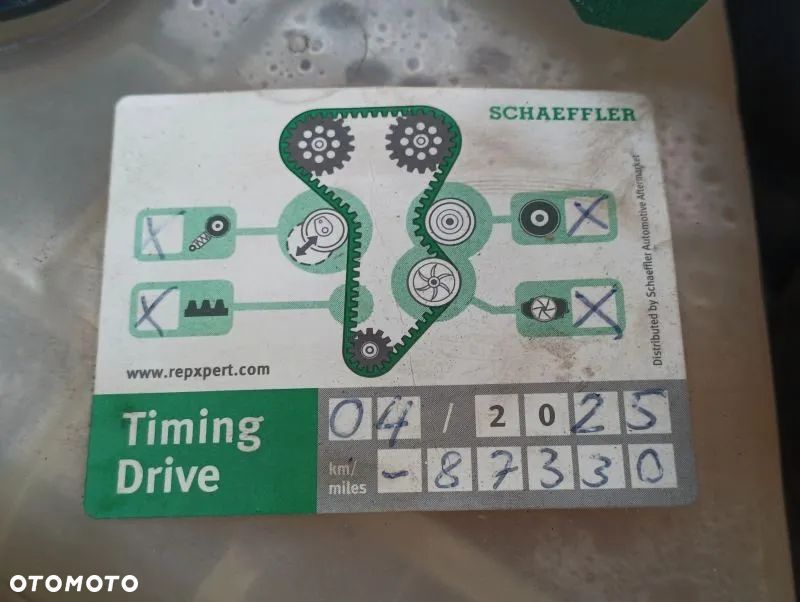 SCHAEFFLER
X
X
X
X
Distributed by Schaeffler Automotive Aftermarket
www.repxpert.com
Timing
Drive
04 / 2025
km/
miles
- 87330
OTOMOTO